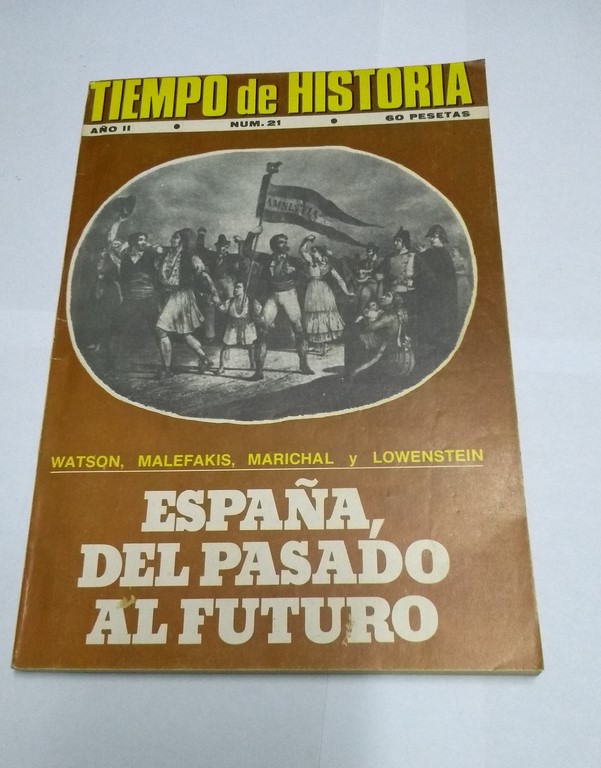 TIEMPO de HISTORIA
AÑO II • NUM. 21 • 60 PESETAS
AMNISTIA
WATSON, MALEFAKIS, MARICHAL y LOWENSTEIN
ESPAÑA,
DEL PASADO
AL FUTURO